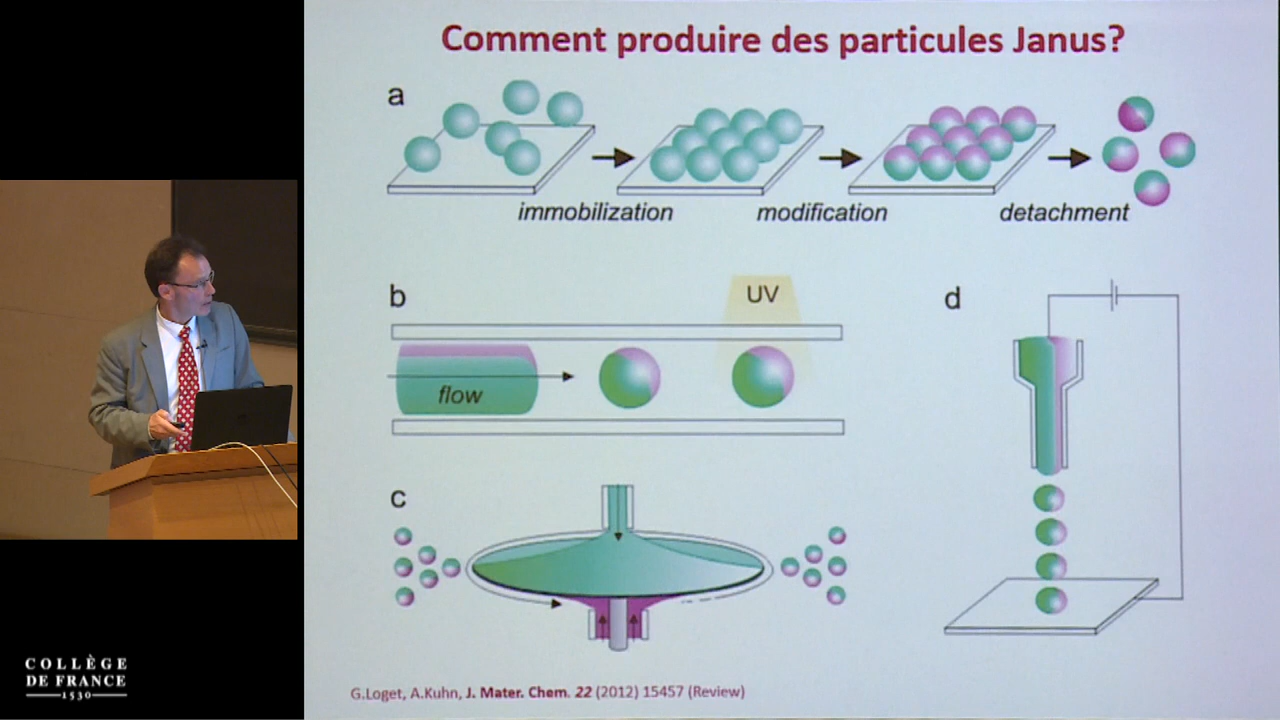 Comment produire des particules Janus?
a
immobilization
modification
detachment
b
UV
flow
c
d
G.Loget, A.Kuhn, J. Mater. Chem. 22 (2012) 15457 (Review)
COLLÈGE
DE FRANCE
1530